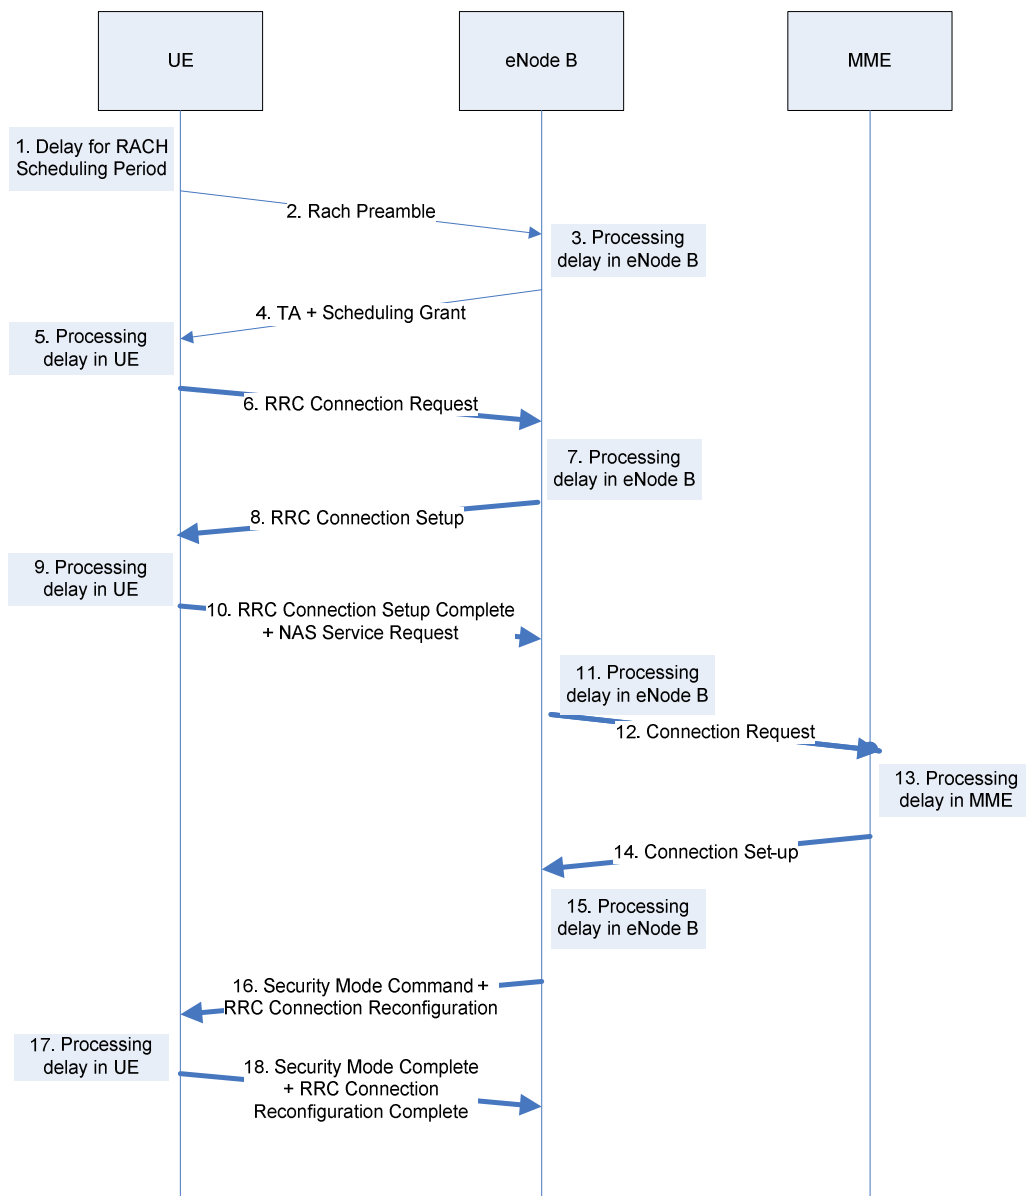 UE
eNode B
MME
1. Delay for RACH
Scheduling Period
2. Rach Preamble
3. Processing
delay in eNode B
4. TA + Scheduling Grant
5. Processing
delay in UE
6. RRC Connection Request
7. Processing
delay in eNode B
8. RRC Connection Setup
9. Processing
delay in UE
10. RRC Connection Setup Complete
+ NAS Service Request
11. Processing
delay in eNode B
12. Connection Request
13. Processing
delay in MME
14. Connection Set-up
15. Processing
delay in eNode B
16. Security Mode Command +
RRC Connection Reconfiguration
17. Processing
delay in UE
18. Security Mode Complete
+ RRC Connection
Reconfiguration Complete